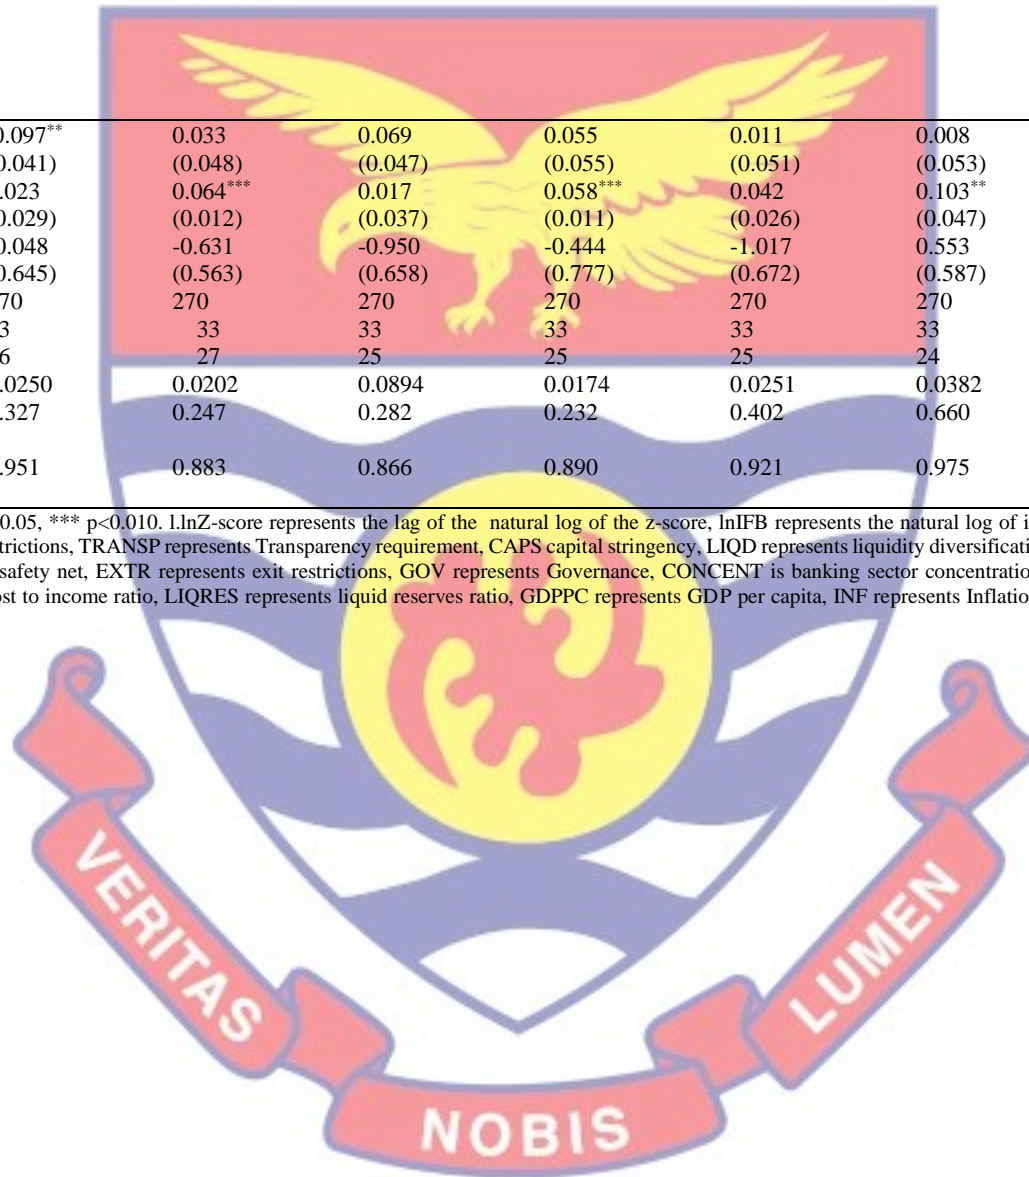 0.097** 0.033 0.069 0.055 0.011 0.008
0.041) (0.048) (0.047) (0.055) (0.051) (0.053)
.023 0.064*** 0.017 0.058*** 0.042 0.103**
0.029) (0.012) (0.037) (0.011) (0.026) (0.047)
0.048 -0.631 -0.950 -0.444 -1.017 0.553
0.645) (0.563) (0.658) (0.777) (0.672) (0.587)
70 270 270 270 270 270
3 33 33 33 33 33
6 27 25 25 25 24
.0250 0.0202 0.0894 0.0174 0.0251 0.0382
.327 0.247 0.282 0.232 0.402 0.660
.951 0.883 0.866 0.890 0.921 0.975
0.05, *** p<0.010. l.lnZ-score represents the lag of the natural log of the z-score, lnIFB represents the natural log of i
trictions, TRANSP represents Transparency requirement, CAPS capital stringency, LIQD represents liquidity diversificati
safety net, EXTR represents exit restrictions, GOV represents Governance, CONCENT is banking sector concentratio
ost to income ratio, LIQRES represents liquid reserves ratio, GDPPC represents GDP per capita, INF represents Inflatio
VERITAS
NOBIS
LUMEN